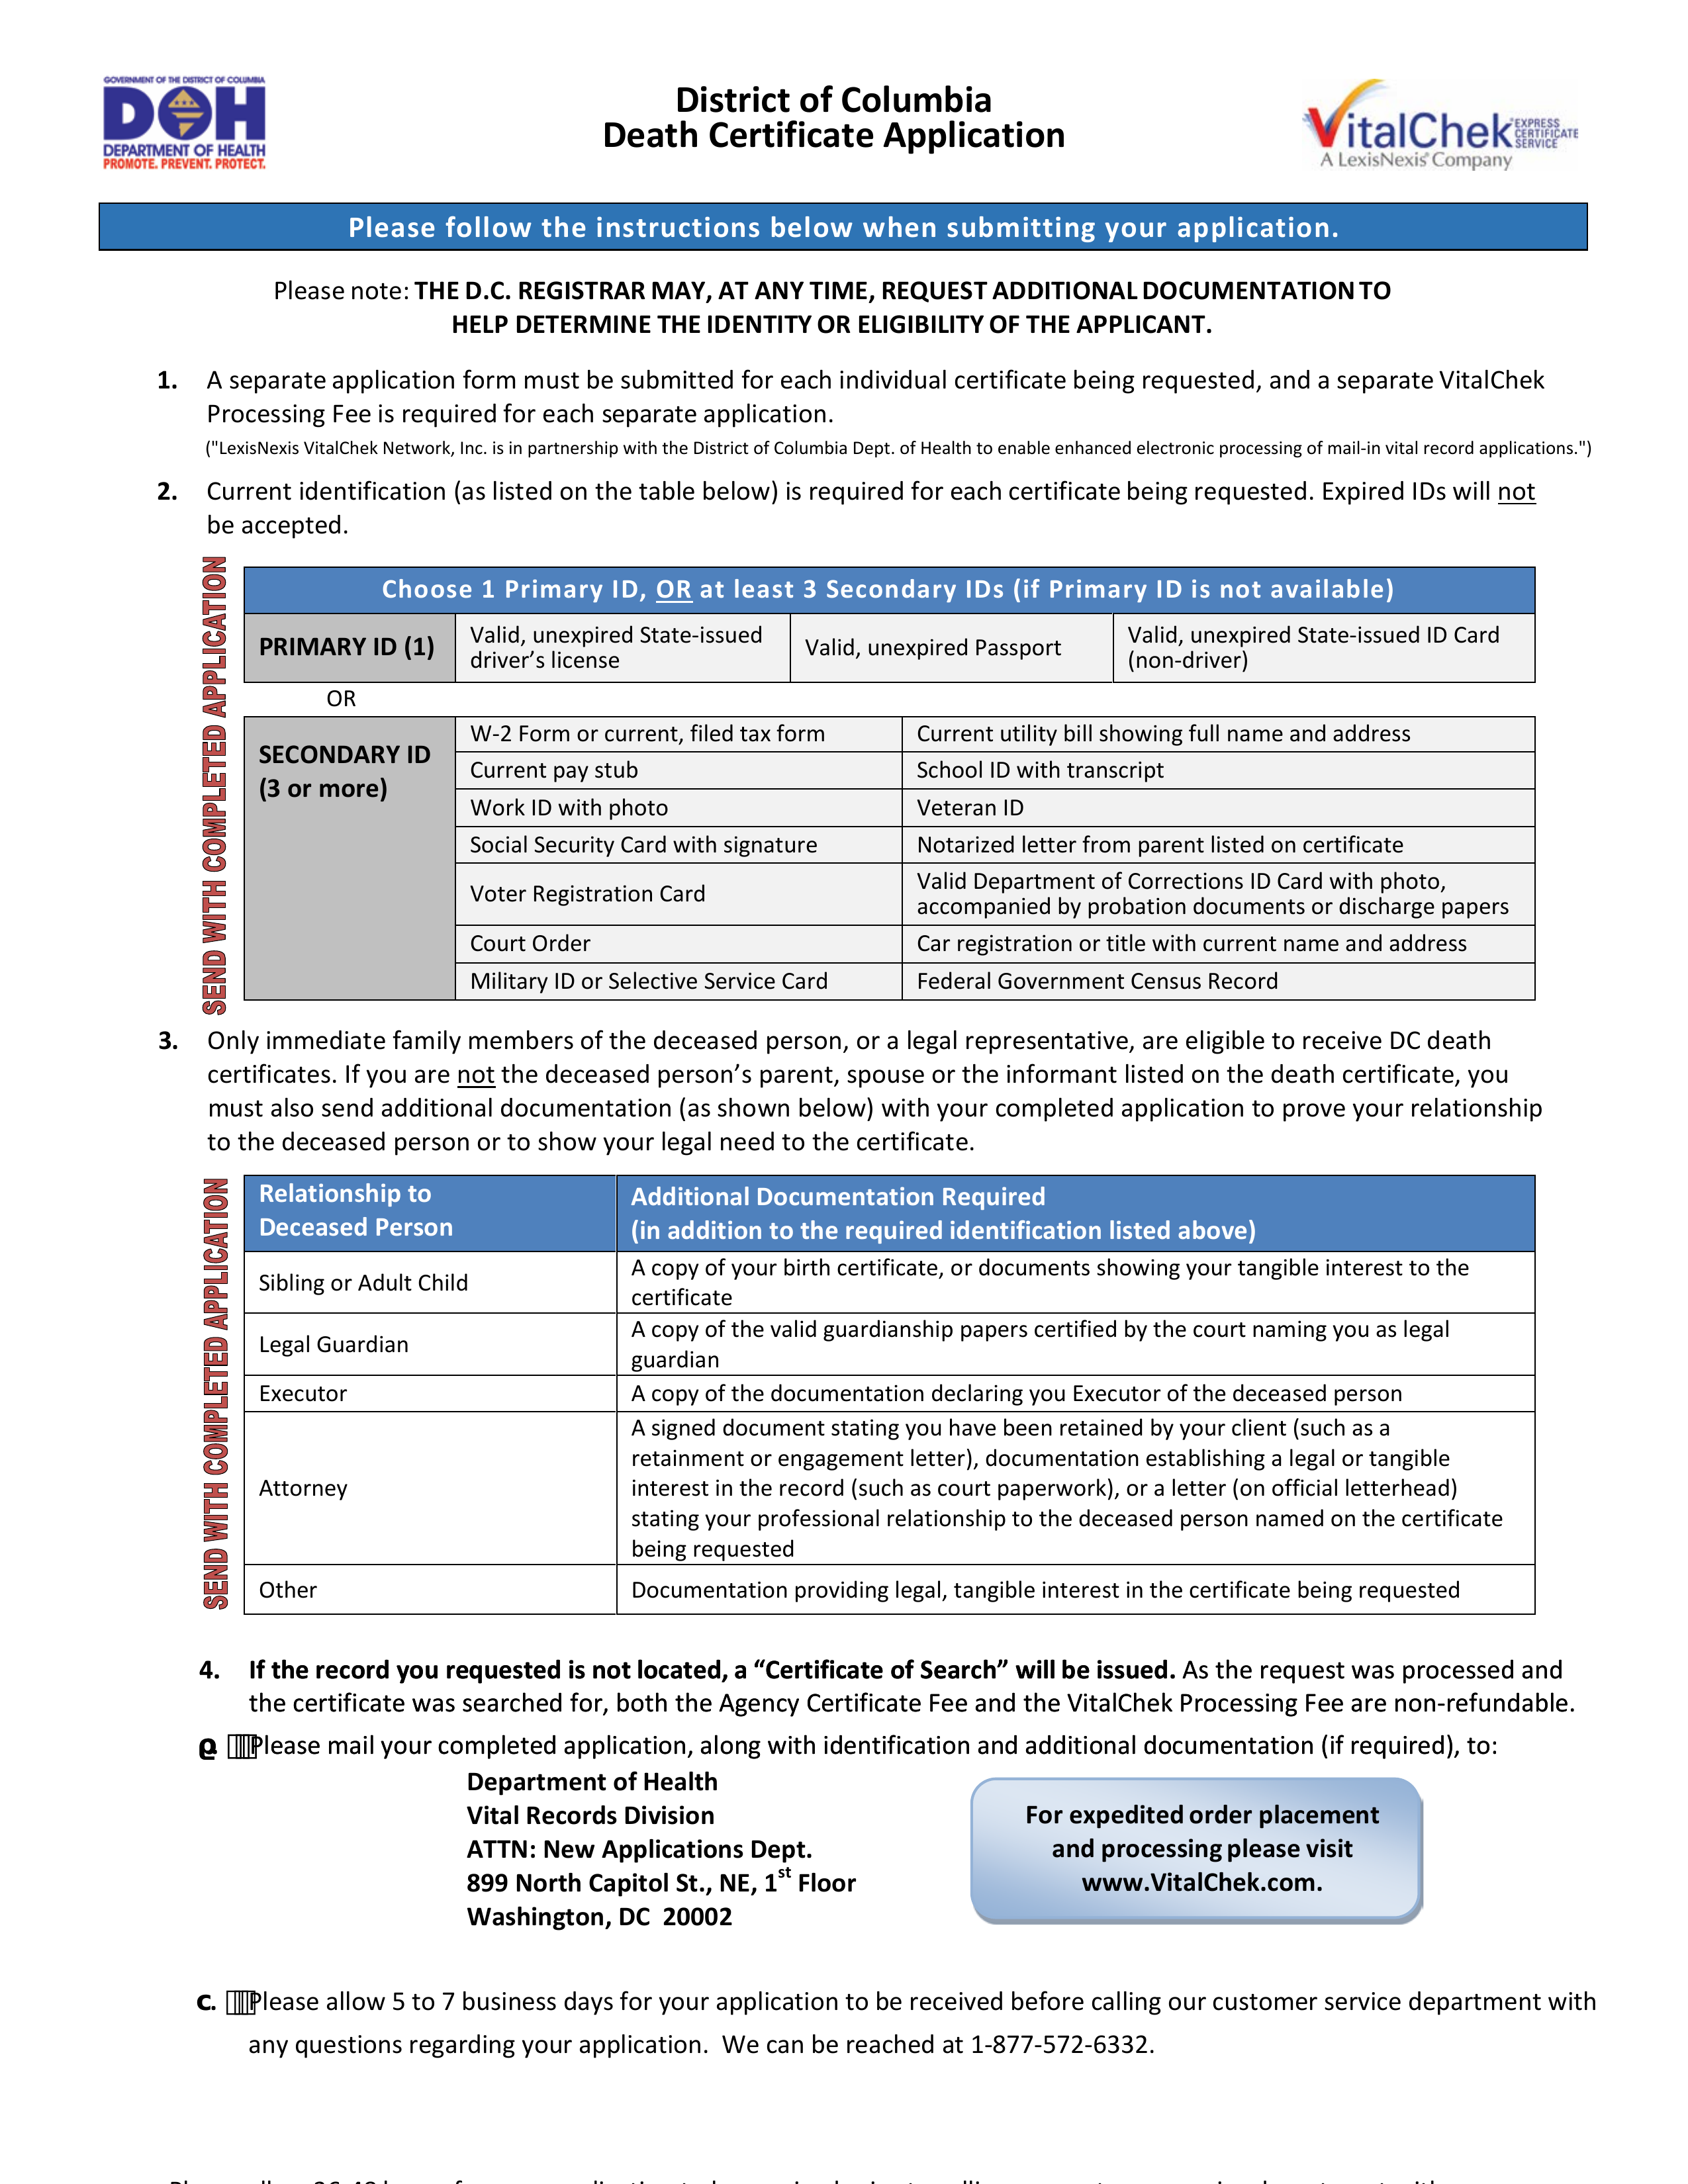 GOVERNMENT OF THE DISTRICT OF COLUMBIA
DOH
DEPARTMENT OF HEALTH
PROMOTE. PREVENT. PROTECT.
District of Columbia
Death Certificate Application
VitalChek EXPRESS CERTIFICATE SERVICE
A LexisNexis® Company
Please follow the instructions below when submitting your application.
Please note: THE D.C. REGISTRAR MAY, AT ANY TIME, REQUEST ADDITIONAL DOCUMENTATION TO
HELP DETERMINE THE IDENTITY OR ELIGIBILITY OF THE APPLICANT.
1. A separate application form must be submitted for each individual certificate being requested, and a separate VitalChek
Processing Fee is required for each separate application.
("LexisNexis VitalChek Network, Inc. is in partnership with the District of Columbia Dept. of Health to enable enhanced electronic processing of mail-in vital record applications.")
2. Current identification (as listed on the table below) is required for each certificate being requested. Expired IDs will not
be accepted.
SEND WITH COMPLETED APPLICATION
Choose 1 Primary ID, OR at least 3 Secondary IDs (if Primary ID is not available)
PRIMARY ID (1)
Valid, unexpired State-issued
driver's license
Valid, unexpired Passport
Valid, unexpired State-issued ID Card
(non-driver)
OR
SECONDARY ID
(3 or more)
W-2 Form or current, filed tax form
Current utility bill showing full name and address
Current pay stub
School ID with transcript
Work ID with photo
Veteran ID
Social Security Card with signature
Notarized letter from parent listed on certificate
Voter Registration Card
Valid Department of Corrections ID Card with photo,
accompanied by probation documents or discharge papers
Court Order
Car registration or title with current name and address
Military ID or Selective Service Card
Federal Government Census Record
3. Only immediate family members of the deceased person, or a legal representative, are eligible to receive DC death
certificates. If you are not the deceased person's parent, spouse or the informant listed on the death certificate, you
must also send additional documentation (as shown below) with your completed application to prove your relationship
to the deceased person or to show your legal need to the certificate.
SEND WITH COMPLETED APPLICATION
Relationship to
Deceased Person
Additional Documentation Required
(in addition to the required identification listed above)
Sibling or Adult Child
A copy of your birth certificate, or documents showing your tangible interest to the
certificate
Legal Guardian
A copy of the valid guardianship papers certified by the court naming you as legal
guardian
Executor
A copy of the documentation declaring you Executor of the deceased person
Attorney
A signed document stating you have been retained by your client (such as a
retainment or engagement letter), documentation establishing a legal or tangible
interest in the record (such as court paperwork), or a letter (on official letterhead)
stating your professional relationship to the deceased person named on the certificate
being requested
Other
Documentation providing legal, tangible interest in the certificate being requested
4. If the record you requested is not located, a “Certificate of Search” will be issued. As the request was processed and
the certificate was searched for, both the Agency Certificate Fee and the VitalChek Processing Fee are non-refundable.
Please mail your completed application, along with identification and additional documentation (if required), to:
Department of Health
Vital Records Division
ATTN: New Applications Dept.
899 North Capitol St., NE, 1st Floor
Washington, DC 20002
For expedited order placement
and processing please visit
www.VitalChek.com.
c. Please allow 5 to 7 business days for your application to be received before calling our customer service department with
any questions regarding your application. We can be reached at 1-877-572-6332.